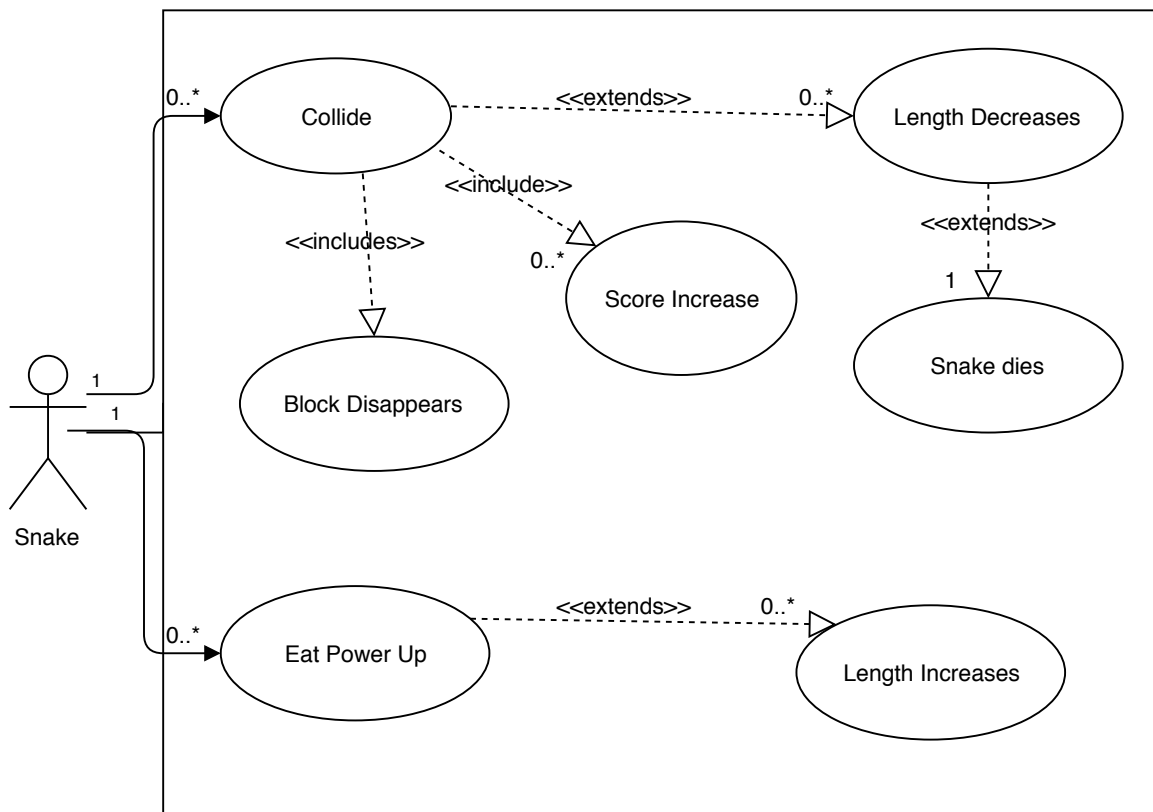 0..*
Collide
<<extends>>
0..*
Length Decreases
<<include>>
<<extends>>
<<includes>>
0..*
1
Score Increase
Snake dies
1
Block Disappears
1
Snake
0..*
Eat Power Up
<<extends>>
0..*
Length Increases